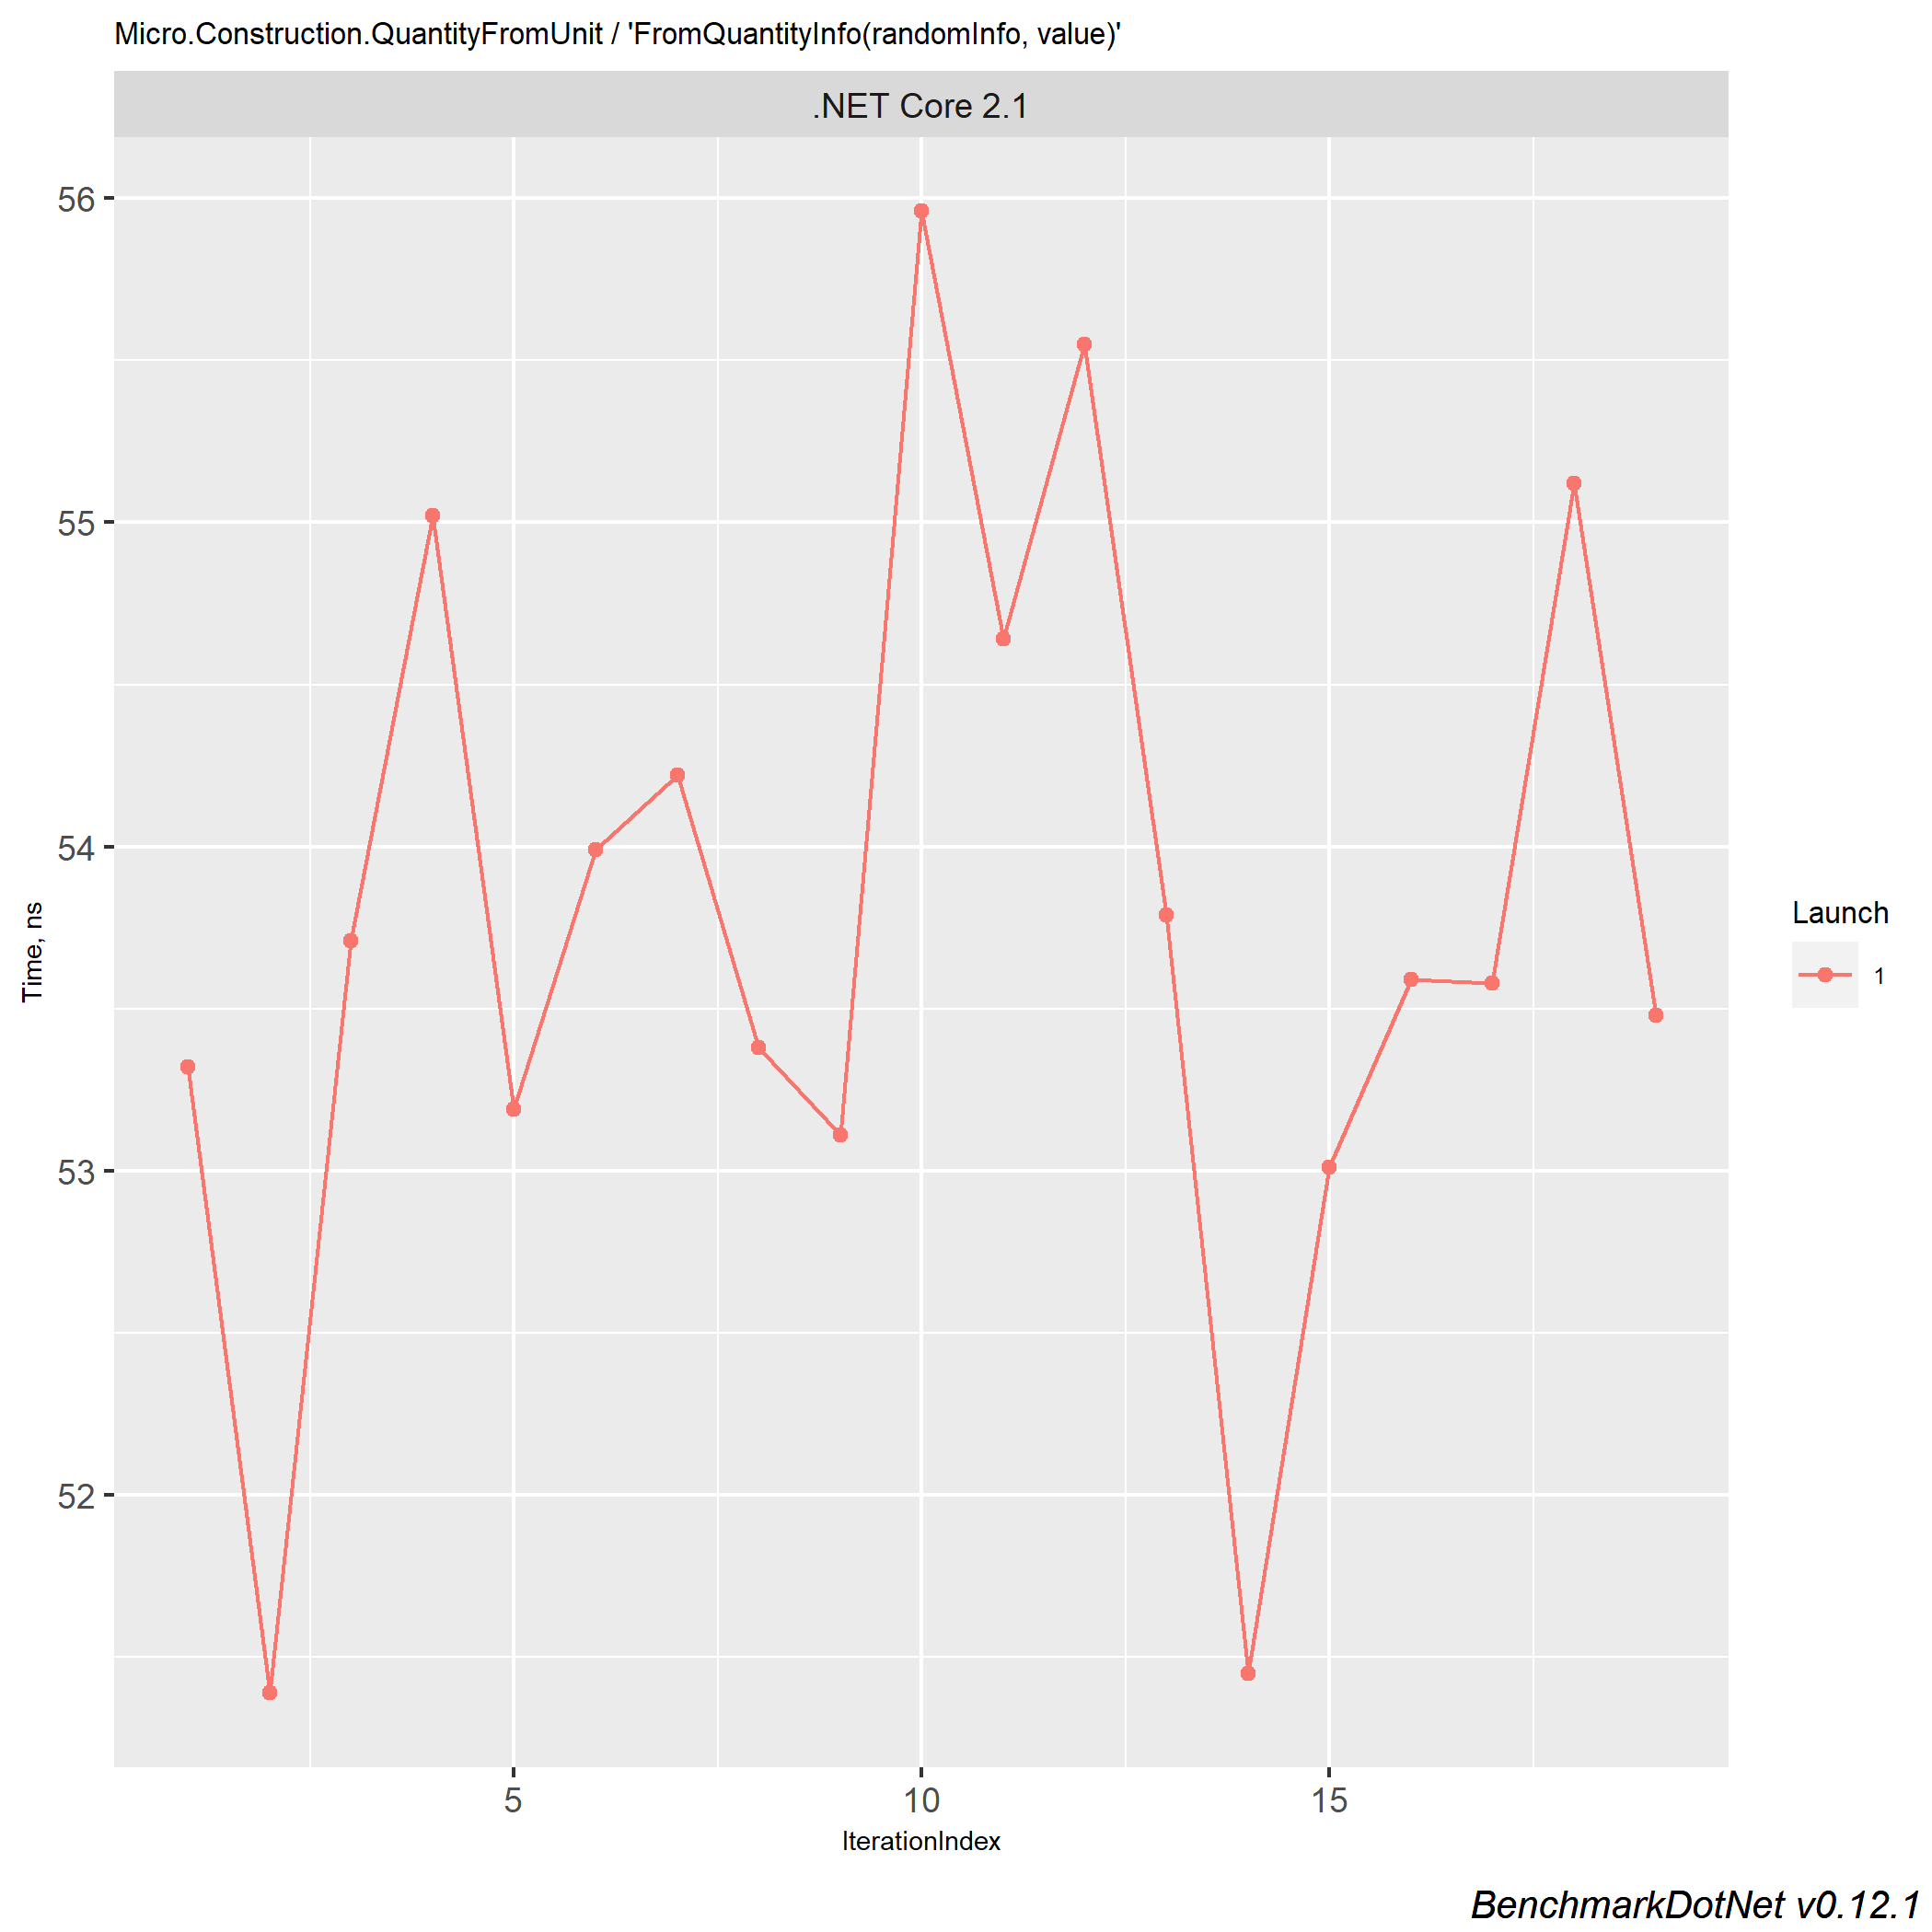 Micro.Construction.QuantityFromUnit / 'FromQuantityInfo(randomInfo, value)'
.NET Core 2.1
56
55
54
53
52
Time, ns
5 10 15
IterationIndex
Launch
1
BenchmarkDotNet v0.12.1